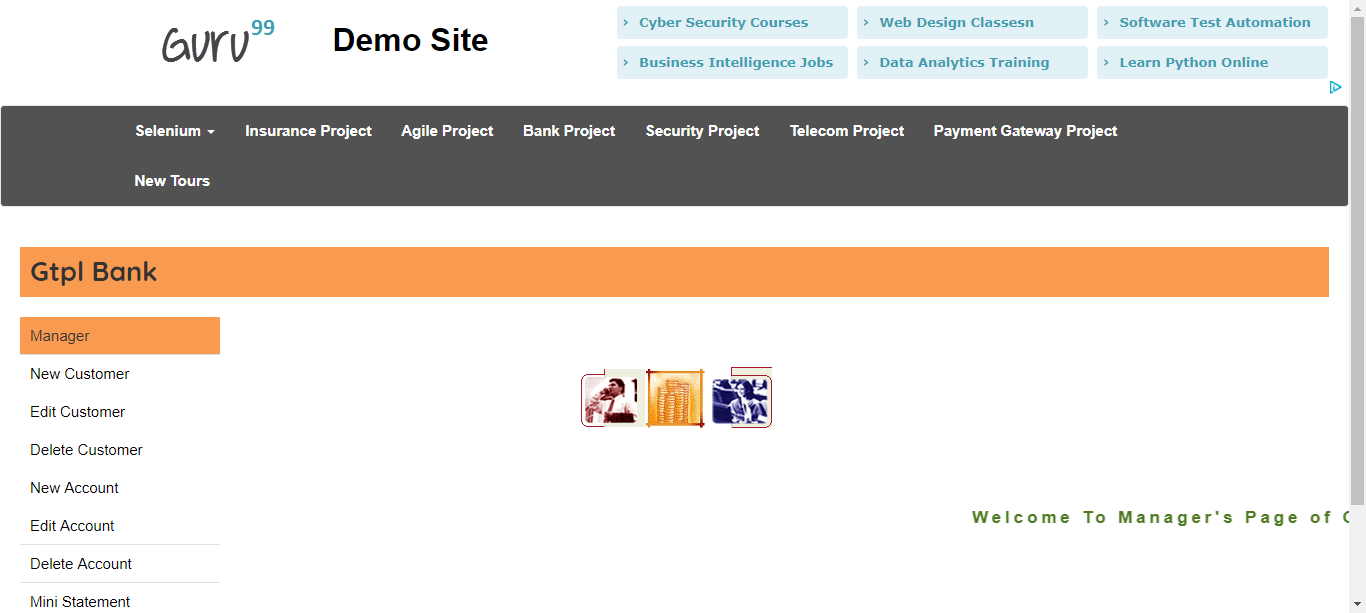 Guru99
Demo Site
Cyber Security Courses
Web Design Classesn
Software Test Automation
Business Intelligence Jobs
Data Analytics Training
Learn Python Online
Selenium
Insurance Project
Agile Project
Bank Project
Security Project
Telecom Project
Payment Gateway Project
New Tours
Gtpl Bank
Manager
New Customer
Edit Customer
Delete Customer
New Account
Edit Account
Welcome To Manager's Page of
Delete Account
Mini Statement